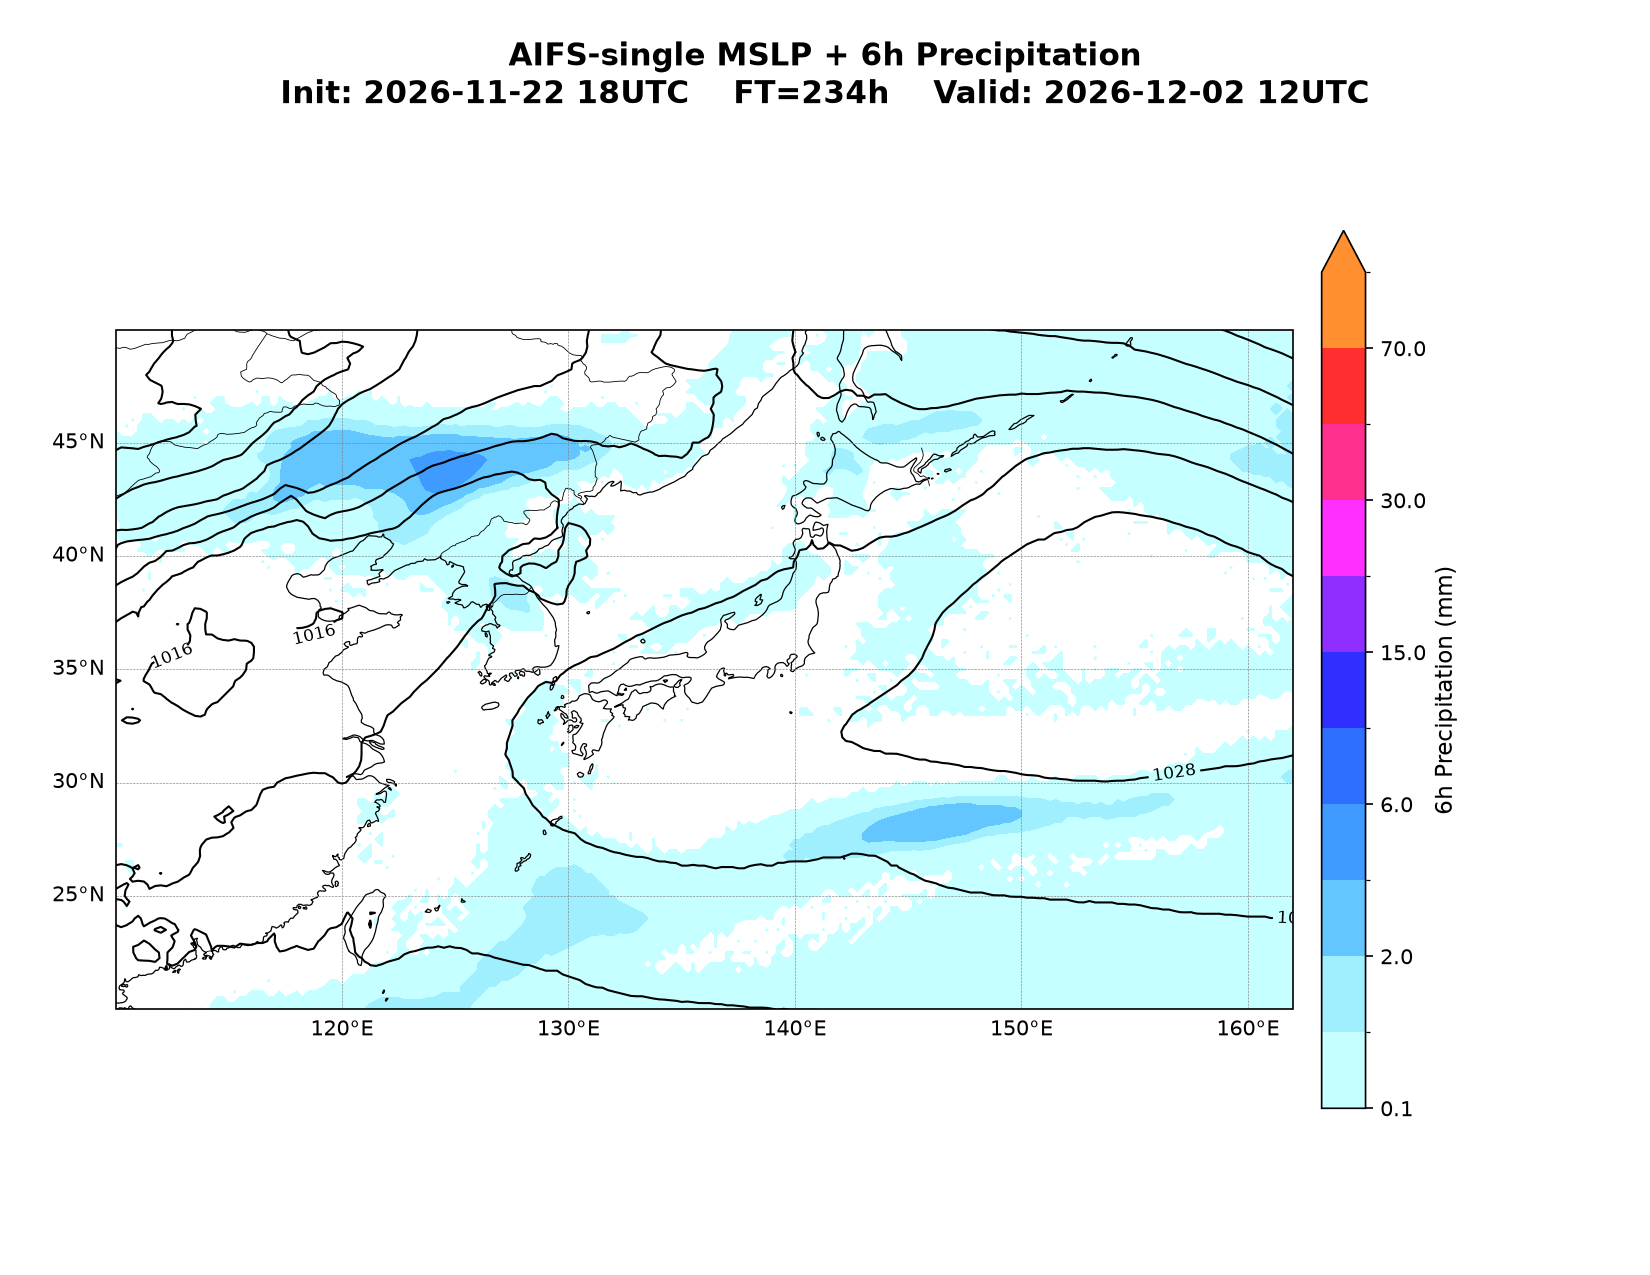 AIFS-single MSLP + 6h Precipitation
Init: 2026-11-22 18UTC    FT=234h    Valid: 2026-12-02 12UTC
70.0
45°N
30.0
40°N
1016
1016
35°N
15.0
6h Precipitation (mm)
1028
30°N
6.0
25°N
10
2.0
120°E
130°E
140°E
150°E
160°E
0.1